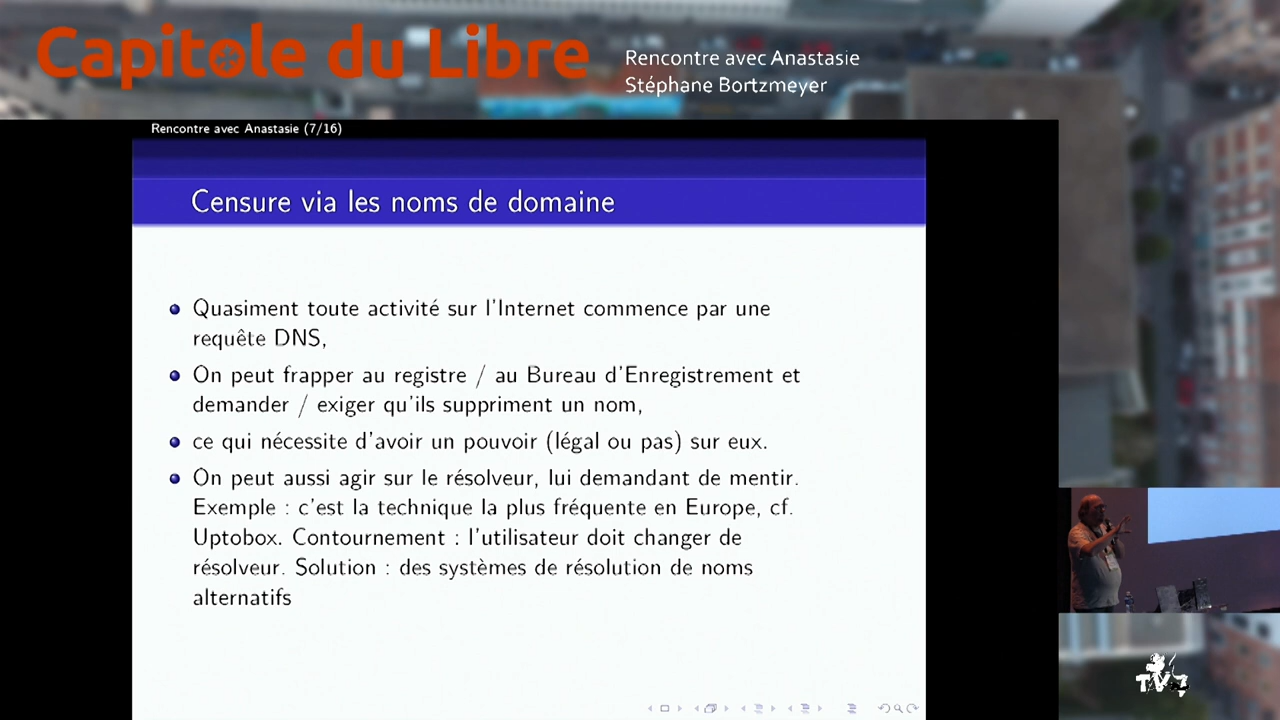 Capitole du Libre
Rencontre avec Anastasie
Stéphane Bortzmeyer
Rencontre avec Anastasie (7/16)
Censure via les noms de domaine
Quasiment toute activité sur l'Internet commence par une
requête DNS,
On peut frapper au registre / au Bureau d'Enregistrement et
demander / exiger qu'ils suppriment un nom,
ce qui nécessite d'avoir un pouvoir (légal ou pas) sur eux.
On peut aussi agir sur le résolveur, lui demandant de mentir.
Exemple : c'est la technique la plus fréquente en Europe, cf.
Uptobox. Contournement : l'utilisateur doit changer de
résolveur. Solution : des systèmes de résolution de noms
alternatifs
TV7